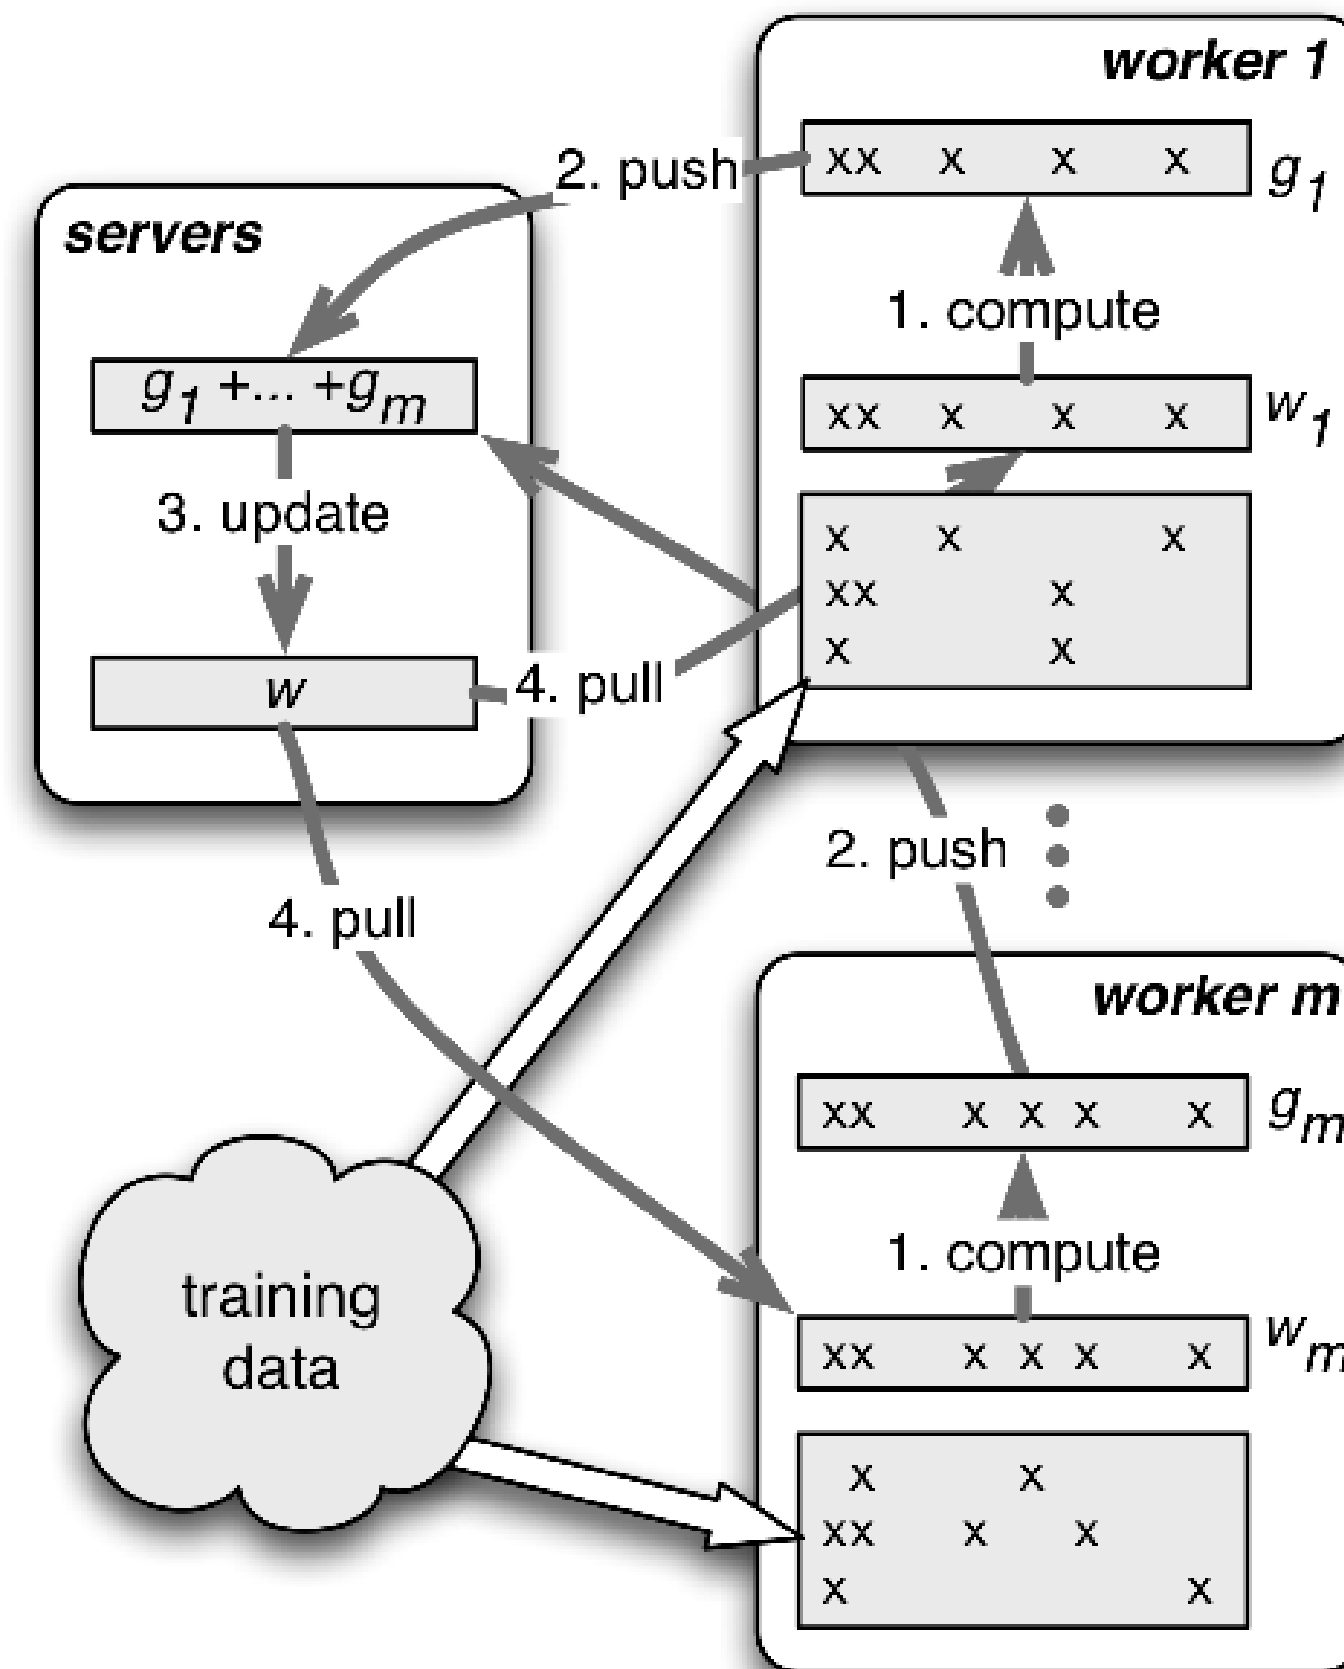 worker 1
xx x x x g1
2. push
servers
1. compute
g1 +... +gm
xx x x x w1
3. update
x x x
xx x
x x
w
4. pull
2. push
4. pull
worker m
xx x x x x gm
1. compute
training
data
xx x x x x wm
x x
xx x x
x x